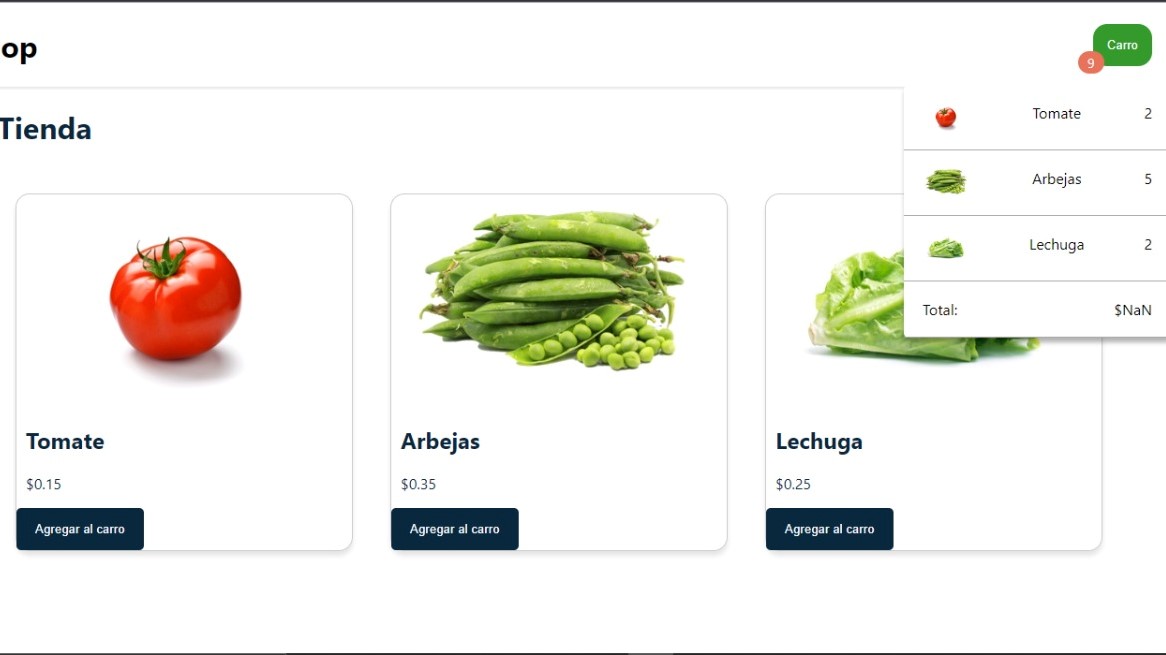 op
Carro
9
Tienda
Tomate 2
Arbejas 5
Lechuga 2
Total: $NaN
Tomate
$0.15
Agregar al carro
Arbejas
$0.35
Agregar al carro
Lechuga
$0.25
Agregar al carro